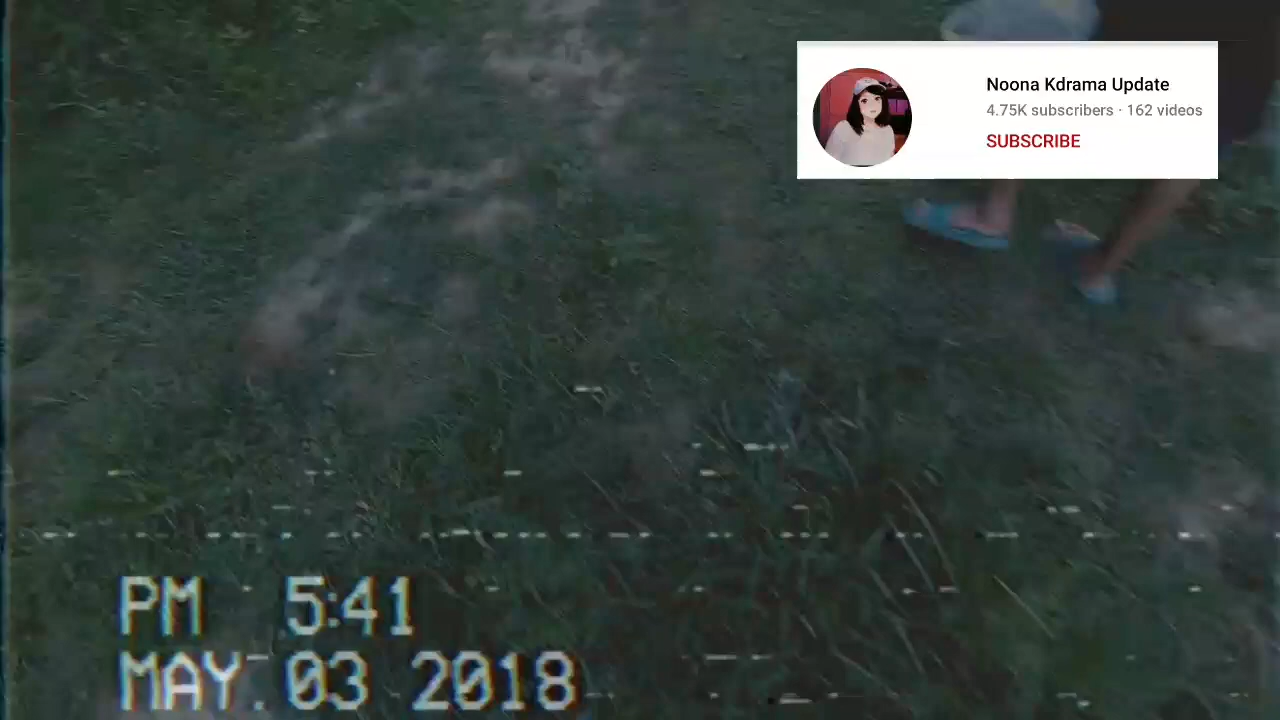 Noona Kdrama Update
4.75K subscribers · 162 videos
SUBSCRIBE
PM 5:41
MAY. 03 2018